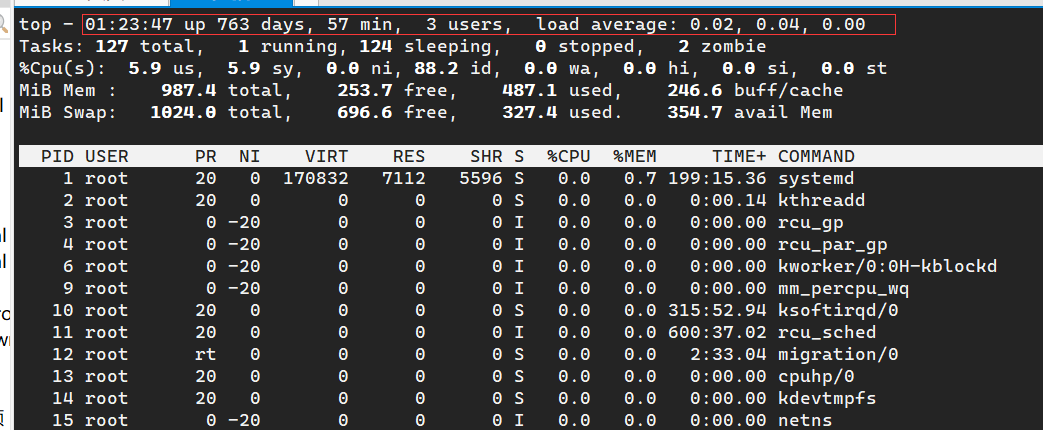 top - 01:23:47 up 763 days, 57 min,  3 users,  load average: 0.02, 0.04, 0.00
Tasks: 127 total,   1 running, 124 sleeping,   0 stopped,   2 zombie
%Cpu(s):  5.9 us,  5.9 sy,  0.0 ni, 88.2 id,  0.0 wa,  0.0 hi,  0.0 si,  0.0 st
MiB Mem :    987.4 total,    253.7 free,    487.1 used,    246.6 buff/cache
MiB Swap:   1024.0 total,    696.6 free,    327.4 used.    354.7 avail Mem
PID USER      PR  NI    VIRT    RES    SHR S  %CPU  %MEM     TIME+ COMMAND
1 root      20   0  170832   7112   5596 S   0.0   0.7 199:15.36 systemd
2 root      20   0       0      0      0 S   0.0   0.0   0:00.14 kthreadd
3 root       0 -20       0      0      0 I   0.0   0.0   0:00.00 rcu_gp
4 root       0 -20       0      0      0 I   0.0   0.0   0:00.00 rcu_par_gp
6 root       0 -20       0      0      0 I   0.0   0.0   0:00.00 kworker/0:0H-kblockd
9 root       0 -20       0      0      0 I   0.0   0.0   0:00.00 mm_percpu_wq
10 root      20   0       0      0      0 S   0.0   0.0 315:52.94 ksoftirqd/0
11 root      20   0       0      0      0 I   0.0   0.0 600:37.02 rcu_sched
12 root      rt   0       0      0      0 S   0.0   0.0   2:33.04 migration/0
13 root      20   0       0      0      0 S   0.0   0.0   0:00.00 cpuhp/0
14 root      20   0       0      0      0 S   0.0   0.0   0:00.00 kdevtmpfs
15 root       0 -20       0      0      0 I   0.0   0.0   0:00.00 netns